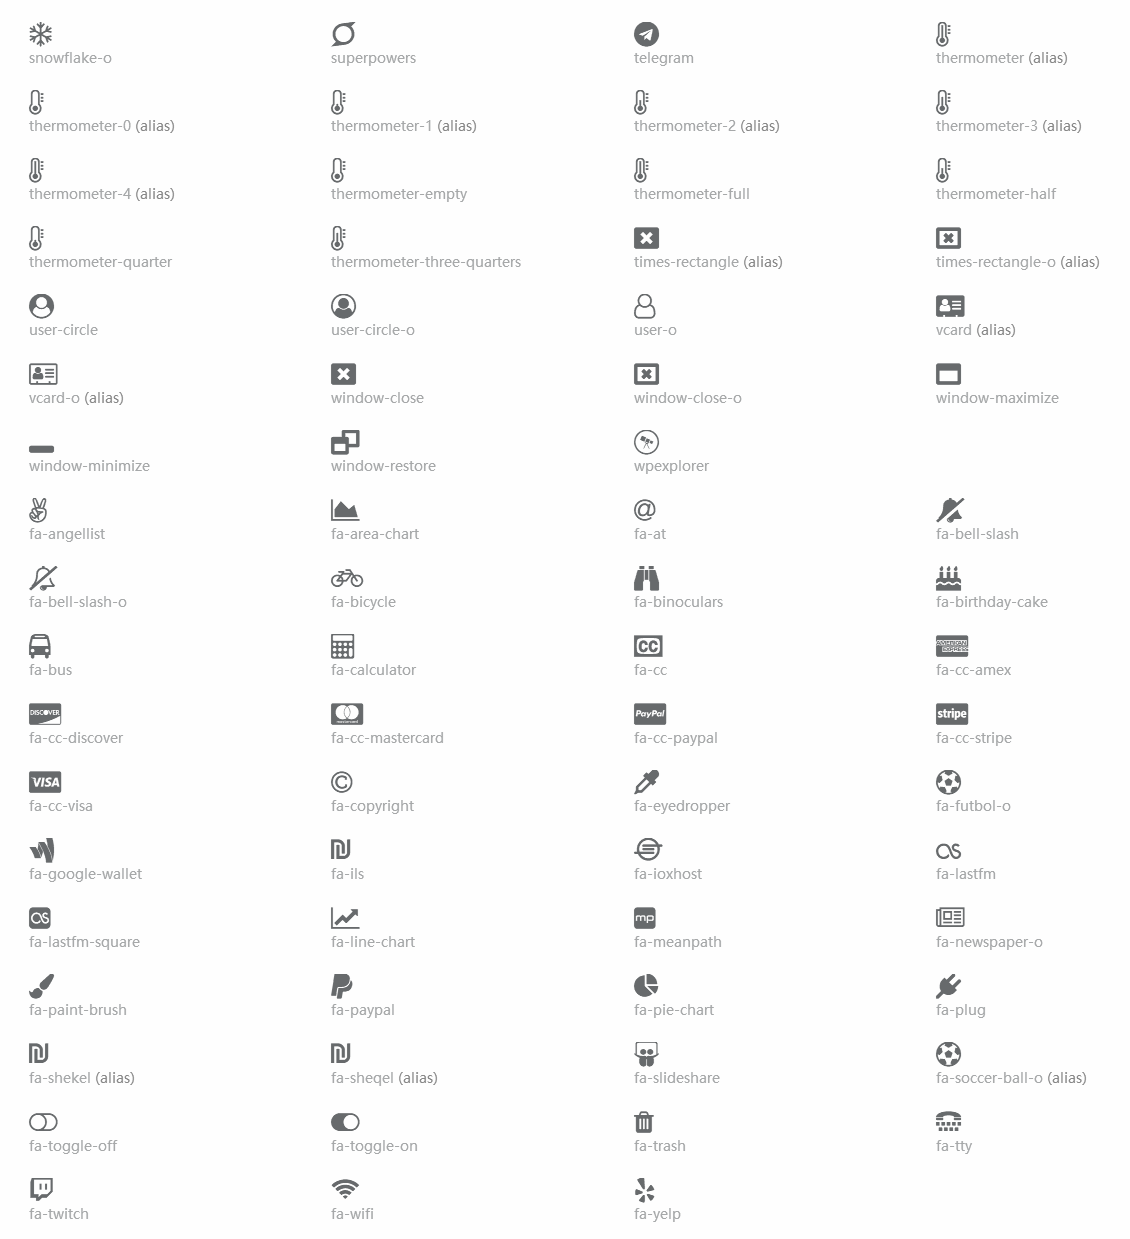 snowflake-o
superpowers
telegram
thermometer (alias)
thermometer-0 (alias)
thermometer-1 (alias)
thermometer-2 (alias)
thermometer-3 (alias)
thermometer-4 (alias)
thermometer-empty
thermometer-full
thermometer-half
thermometer-quarter
thermometer-three-quarters
times-rectangle (alias)
times-rectangle-o (alias)
user-circle
user-circle-o
user-o
vcard (alias)
vcard-o (alias)
window-close
window-close-o
window-maximize
window-minimize
window-restore
wpexplorer
fa-angellist
fa-area-chart
@
fa-at
fa-bell-slash
fa-bell-slash-o
fa-bicycle
fa-binoculars
fa-birthday-cake
fa-bus
fa-calculator
CC
fa-cc
AMERICAN EXPRESS
fa-cc-amex
DISCOVER
fa-cc-discover
mastercard
fa-cc-mastercard
PayPal
fa-cc-paypal
stripe
fa-cc-stripe
VISA
fa-cc-visa
©
fa-copyright
fa-eyedropper
fa-futbol-o
fa-google-wallet
₪
fa-ils
fa-ioxhost
fa-lastfm
fa-lastfm-square
fa-line-chart
mp
fa-meanpath
fa-newspaper-o
fa-paint-brush
fa-paypal
fa-pie-chart
fa-plug
₪
fa-shekel (alias)
₪
fa-sheqel (alias)
fa-slideshare
fa-soccer-ball-o (alias)
fa-toggle-off
fa-toggle-on
fa-trash
fa-tty
fa-twitch
fa-wifi
fa-yelp